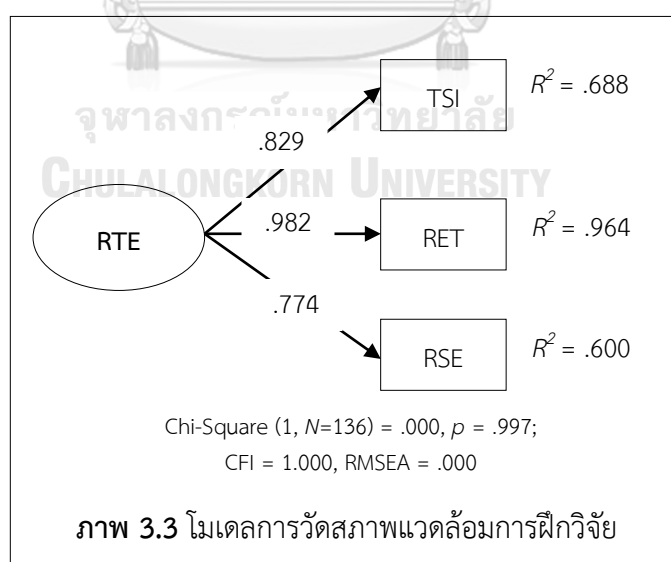 TSI
R² = .688
จุฬาลงกรณ์มหาวิทยาลัย
.829
CHULALONGKORN UNIVERSITY
RTE
.982
RET
R² = .964
.774
RSE
R² = .600
Chi-Square (1, N=136) = .000, p = .997;
CFI = 1.000, RMSEA = .000
ภาพ 3.3 โมเดลการวัดสภาพแวดล้อมการฝึกวิจัย